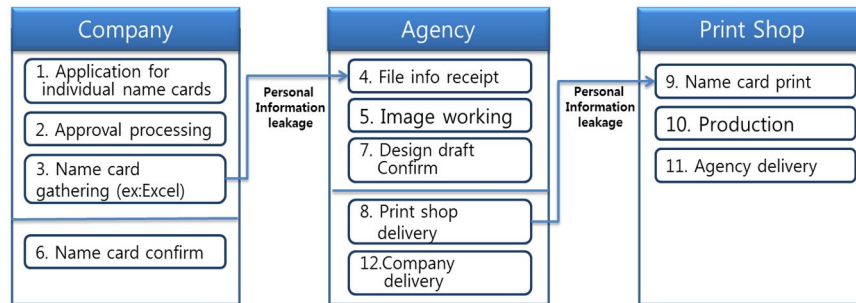 Company
1. Application for
individual name cards
2. Approval processing
3. Name card
gathering (ex:Excel)
6. Name card confirm
Personal
Information
leakage
Agency
4. File info receipt
5. Image working
7. Design draft
Confirm
8. Print shop
delivery
12.Company
delivery
Personal
Information
leakage
Print Shop
9. Name card print
10. Production
11. Agency delivery